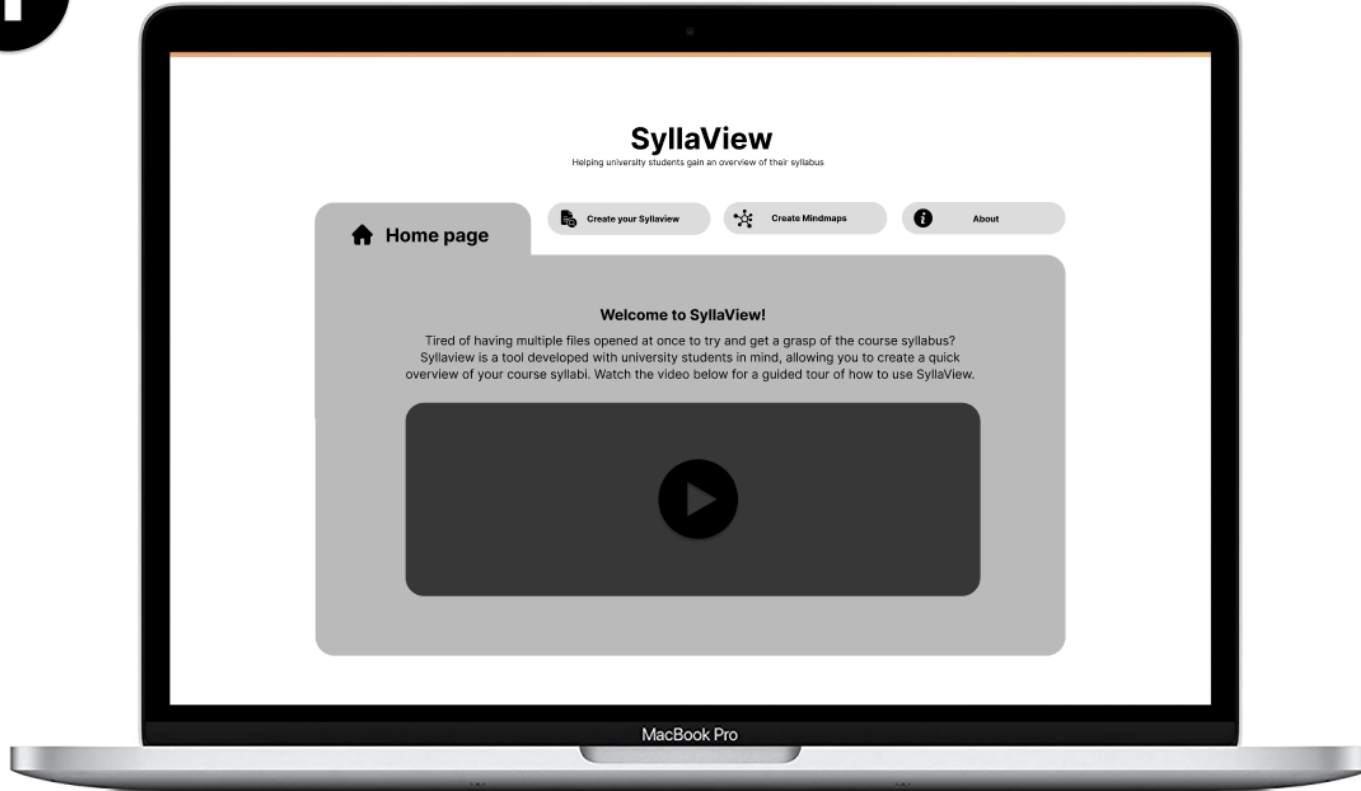 SyllaView
Helping university students gain an overview of their syllabus
Home page
Create your Syllaview
Create Mindmaps
About
Welcome to SyllaView!
Tired of having multiple files opened at once to try and get a grasp of the course syllabus?
Syllaview is a tool developed with university students in mind, allowing you to create a quick
overview of your course syllabi. Watch the video below for a guided tour of how to use SyllaView.
MacBook Pro